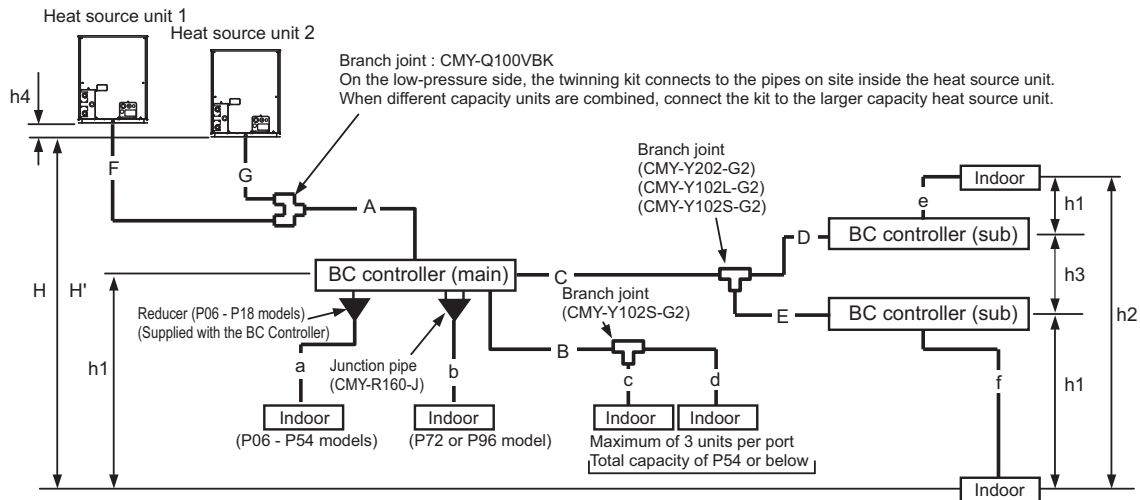 Heat source unit 1
Heat source unit 2
Branch joint : CMY-Q100VBK
On the low-pressure side, the twinning kit connects to the pipes on site inside the heat source unit.
When different capacity units are combined, connect the kit to the larger capacity heat source unit.
h4
F
G
A
H
H'
h1
BC controller (main)
Reducer (P06 - P18 models)
(Supplied with the BC Controller)
a
Junction pipe
(CMY-R160-J)
b
Indoor
(P06 - P54 models)
Indoor
(P72 or P96 model)
B
C
Branch joint
(CMY-Y102S-G2)
c
d
Indoor
Indoor
Maximum of 3 units per port
Total capacity of P54 or below
Branch joint
(CMY-Y202-G2)
(CMY-Y102L-G2)
(CMY-Y102S-G2)
D
E
e
Indoor
BC controller (sub)
BC controller (sub)
f
Indoor
h1
h3
h1
h2